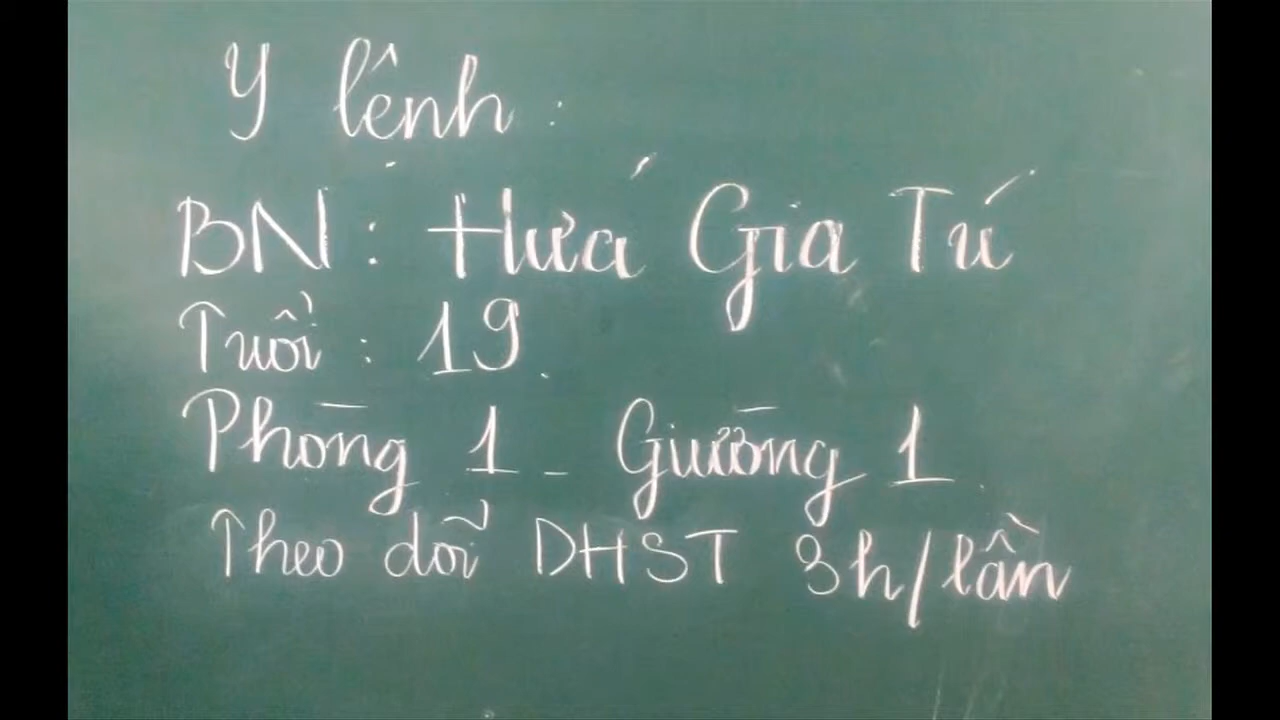 Y lệnh :
BN : Hứa Gia Tú
Tuổi : 19
Phòng 1 - Giường 1
Theo dõi DHST 3h/lần